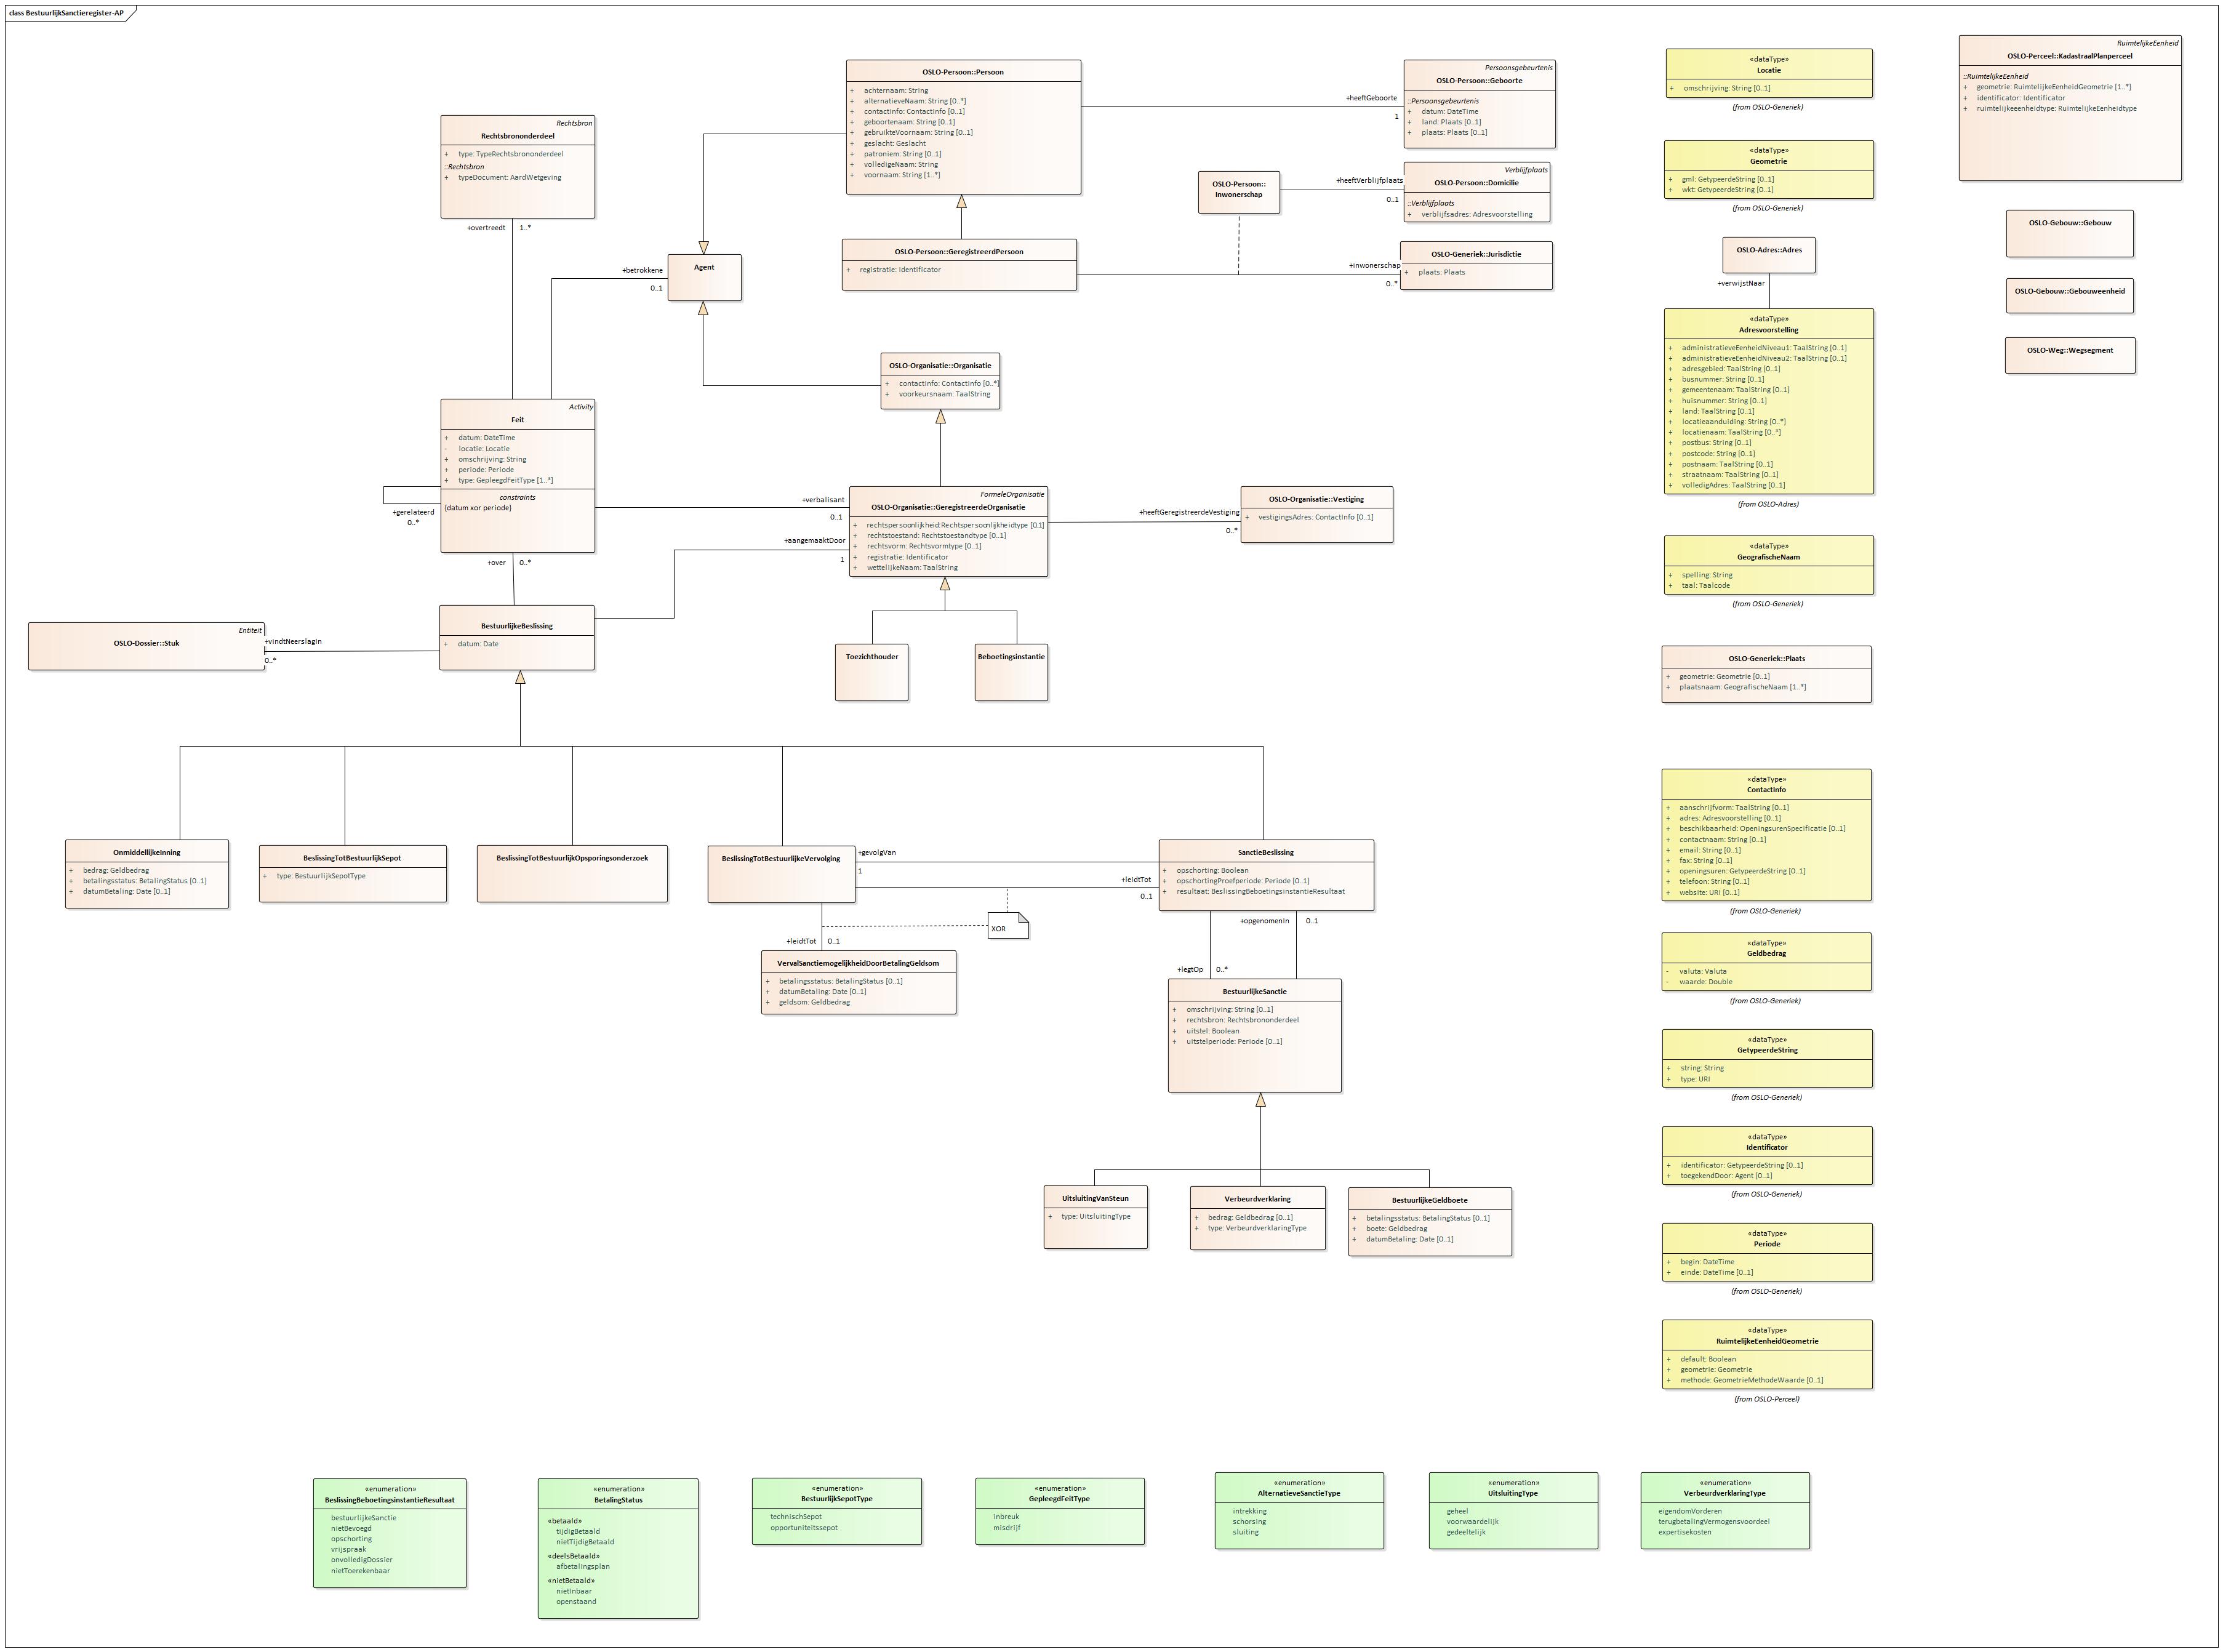 class BestuurlijkSanctieregister-AP
Rechtsbron
Rechtsbrononderdeel
+ type: TypeRechtsbrononderdeel
::Rechtsbron
+ typeDocument: AardWetgeving
+overtreedt
1..*
OSLO-Persoon::Persoon
+ achternaam: String
+ alternatieveNaam: String [0..*]
+ contactinfo: ContactInfo [0..1]
+ geboortenaam: String [0..1]
+ gebruikteVoornaam: String [0..1]
+ geslacht: Geslacht
+ patroniem: String [0..1]
+ volledigeNaam: String
+ voornaam: String [1..*]
+heeftGeboorte
1
Persoonsgebeurtenis
OSLO-Persoon::Geboorte
::Persoonsgebeurtenis
+ datum: DateTime
+ land: Plaats [0..1]
+ plaats: Plaats [0..1]
OSLO-Persoon::
Inwonerschap
+heeftVerblijfplaats
0..1
Verblijfplaats
OSLO-Persoon::Domicilie
::Verblijfplaats
+ verblijfsadres: Adresvoorstelling
OSLO-Persoon::GeregistreerdPersoon
+ registratie: Identificator
+inwonerschap
0..*
OSLO-Generiek::Jurisdictie
+ plaats: Plaats
+betrokkene
0..1
Agent
OSLO-Organisatie::Organisatie
+ contactinfo: ContactInfo [0..*]
+ voorkeursnaam: TaalString
Activity
Feit
+ datum: DateTime
- locatie: Locatie
+ omschrijving: String
+ periode: Periode
+ type: GepleegdFeitType [1..*]
constraints
{datum xor periode}
+gerelateerd
0..*
+verbalisant
0..1
FormeleOrganisatie
OSLO-Organisatie::GeregistreerdeOrganisatie
+ rechtspersoonlijkheid:Rechtspersoonlijkheidtype [0..1]
+ rechtstoestand: Rechtstoestandtype [0..1]
+ rechtsvorm: Rechtsvormtype [0..1]
+ registratie: Identificator
+ wettelijkeNaam: TaalString
+aangemaaktDoor
1
+heeftGeregistreerdeVestiging
0..*
OSLO-Organisatie::Vestiging
+ vestigingsAdres: ContactInfo [0..1]
Toezichthouder
Beboetingsinstantie
+over
0..*
BestuurlijkeBeslissing
+ datum: Date
Entiteit
OSLO-Dossier::Stuk
+vindtNeerslagIn
0..*
OnmiddellijkeInning
+ bedrag: Geldbedrag
+ betalingsstatus: BetalingStatus [0..1]
+ datumBetaling: Date [0..1]
BeslissingTotBestuurlijkSepot
+ type: BestuurlijkSepotType
BeslissingTotBestuurlijkOpsporingsonderzoek
BeslissingTotBestuurlijkeVervolging
+gevolgVan
1
+leidtTot
0..1
SanctieBeslissing
+ opschorting: Boolean
+ opschortingProefperiode: Periode [0..1]
+ resultaat: BeslissingBeboetingsinstantieResultaat
XOR
+leidtTot
0..1
VervalSanctiemogelijkheidDoorBetalingGeldsom
+ betalingsstatus: BetalingStatus [0..1]
+ datumBetaling: Date [0..1]
+ geldsom: Geldbedrag
+opgenomenIn
0..1
+legtOp
0..*
BestuurlijkeSanctie
+ omschrijving: String [0..1]
+ rechtsbron: Rechtsbrononderdeel
+ uitstel: Boolean
+ uitstelperiode: Periode [0..1]
UitsluitingVanSteun
+ type: UitsluitingType
Verbeurdverklaring
+ bedrag: Geldbedrag [0..1]
+ type: VerbeurdverklaringType
BestuurlijkeGeldboete
+ betalingsstatus: BetalingStatus [0..1]
+ boete: Geldbedrag
+ datumBetaling: Date [0..1]
«dataType»
Locatie
+ omschrijving: String [0..1]
(from OSLO-Generiek)
«dataType»
Geometrie
+ gml: GetypeerdeString [0..1]
+ wkt: GetypeerdeString [0..1]
(from OSLO-Generiek)
OSLO-Adres::Adres
+verwijstNaar
«dataType»
Adresvoorstelling
+ administratieveEenheidNiveau1: TaalString [0..1]
+ administratieveEenheidNiveau2: TaalString [0..1]
+ adresgebied: TaalString [0..1]
+ busnummer: String [0..1]
+ gemeentenaam: TaalString [0..1]
+ huisnummer: String [0..1]
+ land: TaalString [0..1]
+ locatieaanduiding: String [0..*]
+ locatienaam: TaalString [0..*]
+ postbus: String [0..1]
+ postcode: String [0..1]
+ postnaam: TaalString [0..1]
+ straatnaam: TaalString [0..1]
+ volledigAdres: TaalString [0..1]
(from OSLO-Adres)
«dataType»
GeografischeNaam
+ spelling: String
+ taal: Taalcode
(from OSLO-Generiek)
OSLO-Generiek::Plaats
+ geometrie: Geometrie [0..1]
+ plaatsnaam: GeografischeNaam [1..*]
«dataType»
ContactInfo
+ aanschrijfvorm: TaalString [0..1]
+ adres: Adresvoorstelling [0..1]
+ beschikbaarheid: OpeningsurenSpecificatie [0..1]
+ contactnaam: String [0..1]
+ email: String [0..1]
+ fax: String [0..1]
+ openingsuren: GetypeerdeString [0..1]
+ telefoon: String [0..1]
+ website: URI [0..1]
(from OSLO-Generiek)
«dataType»
Geldbedrag
- valuta: Valuta
- waarde: Double
(from OSLO-Generiek)
«dataType»
GetypeerdeString
+ string: String
+ type: URI
(from OSLO-Generiek)
«dataType»
Identificator
+ identificator: GetypeerdeString [0..1]
+ toegekendDoor: Agent [0..1]
(from OSLO-Generiek)
«dataType»
Periode
+ begin: DateTime
+ einde: DateTime [0..1]
(from OSLO-Generiek)
«dataType»
RuimtelijkeEenheidGeometrie
+ default: Boolean
+ geometrie: Geometrie
+ methode: GeometrieMethodeWaarde [0..1]
(from OSLO-Perceel)
RuimtelijkeEenheid
OSLO-Perceel::KadastraalPlanperceel
::RuimtelijkeEenheid
+ geometrie: RuimtelijkeEenheidGeometrie [1..*]
+ identificator: Identificator
+ ruimtelijkeeenheidtype: RuimtelijkeEenheidtype
OSLO-Gebouw::Gebouw
OSLO-Gebouw::Gebouweenheid
OSLO-Weg::Wegsegment
«enumeration»
BeslissingBeboetingsinstantieResultaat
bestuurlijkeSanctie
nietBevoegd
opschorting
vrijspraak
onvolledigDossier
nietToerekenbaar
«enumeration»
BetalingStatus
«betaald»
tijdigBetaald
nietTijdigBetaald
«deelsBetaald»
afbetalingsplan
«nietBetaald»
nietInbaar
openstaand
«enumeration»
BestuurlijkSepotType
technischSepot
opportuniteitssepot
«enumeration»
GepleegdFeitType
inbreuk
misdrijf
«enumeration»
AlternatieveSanctieType
intrekking
schorsing
sluiting
«enumeration»
UitsluitingType
geheel
voorwaardelijk
gedeeltelijk
«enumeration»
VerbeurdverklaringType
eigendomVorderen
terugbetalingVermogensvoordeel
expertisekosten